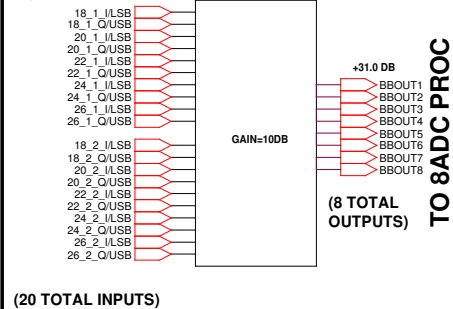 18_1_I/LSB
18_1_Q/USB
20_1_I/LSB
20_1_Q/USB
22_1_I/LSB
22_1_Q/USB
24_1_I/LSB
24_1_Q/USB
26_1_I/LSB
26_1_Q/USB
18_2_I/LSB
18_2_Q/USB
20_2_I/LSB
20_2_Q/USB
22_2_I/LSB
22_2_Q/USB
24_2_I/LSB
24_2_Q/USB
26_2_I/LSB
26_2_Q/USB
(20 TOTAL INPUTS)
GAIN=10DB
+31.0 DB
BBOUT1
BBOUT2
BBOUT3
BBOUT4
BBOUT5
BBOUT6
BBOUT7
BBOUT8
(8 TOTAL
OUTPUTS)
TO 8ADC PROC